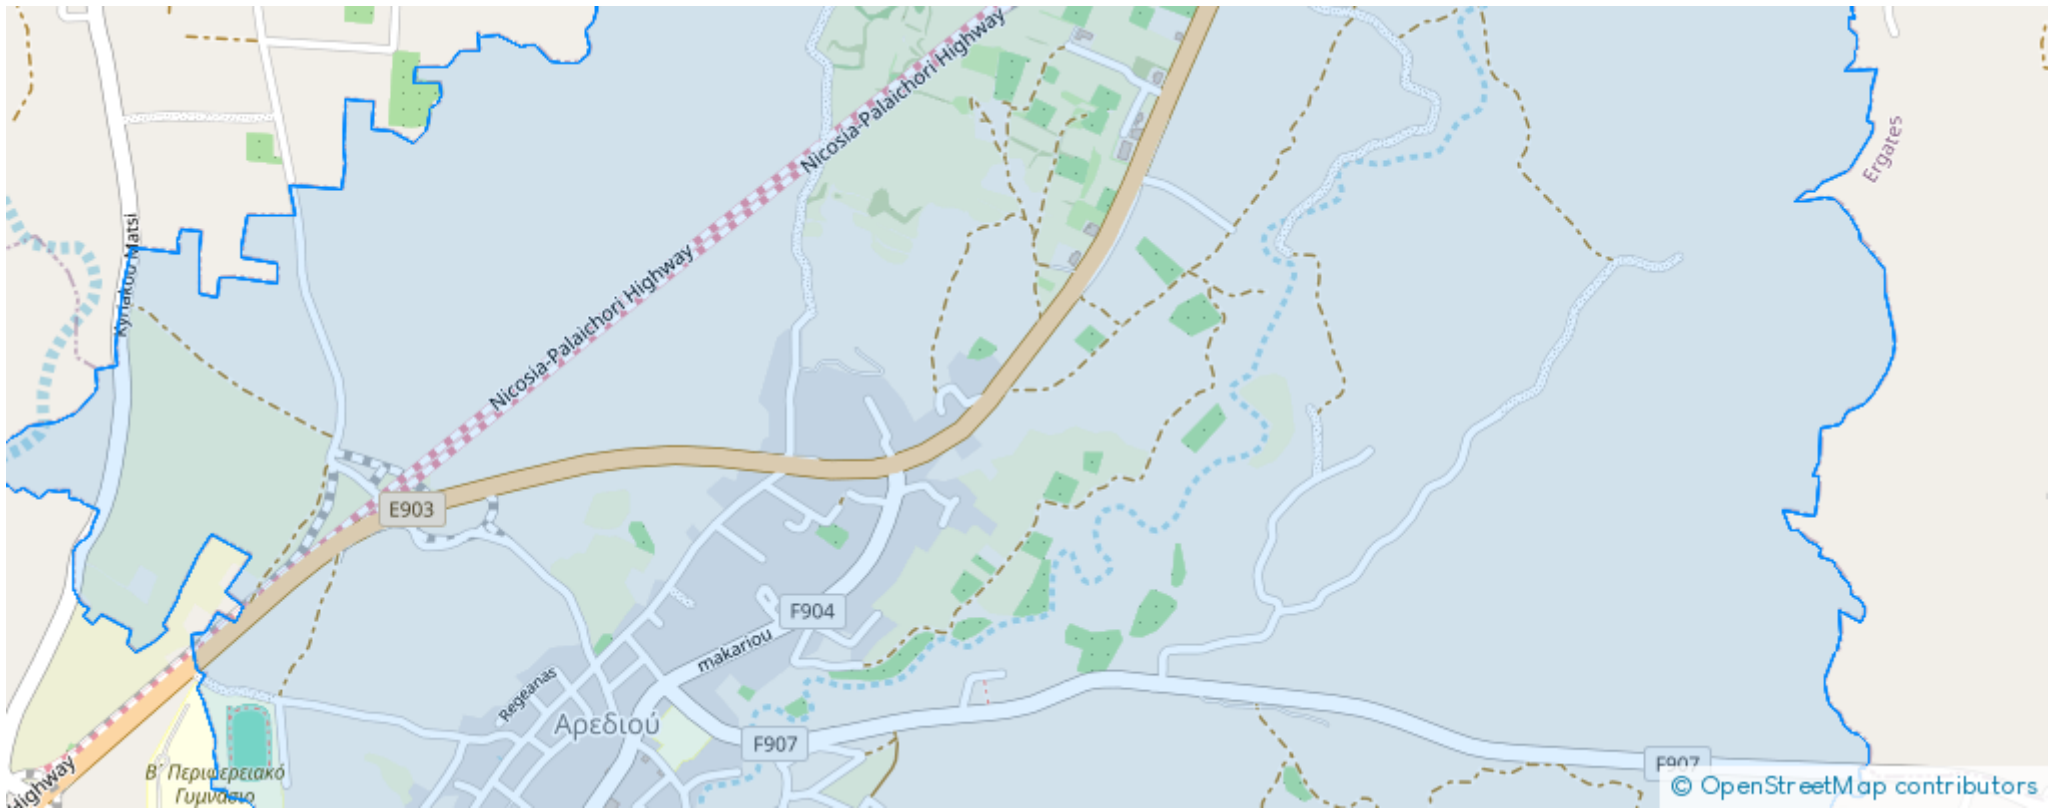 Nicosia-Palaichori Highway
Ergates
Kyriakou Matsi
Nicosia-Palaichori Highway
E903
F904
makariou
Regeanas
Αρεδιού
F907
F907
Β΄ Περιφερειακό
Γυμνάσιο
Highway
© OpenStreetMap contributors